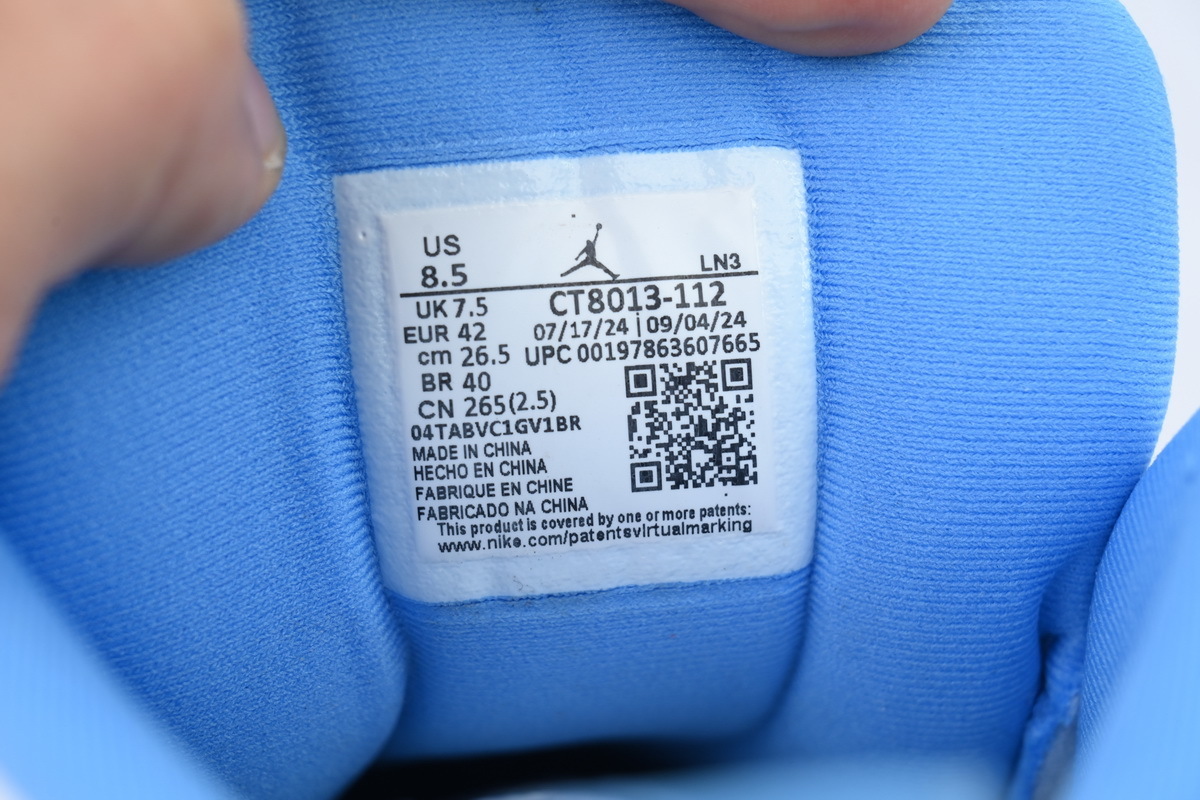 US
8.5
LN3
UK 7.5
CT8013-112
EUR 42
07/17/24 | 09/04/24
cm 26.5
UPC 00197863607665
BR 40
CN 265(2.5)
04TABVC1GV1BR
MADE IN CHINA
HECHO EN CHINA
FABRIQUE EN CHINE
FABRICADO NA CHINA
This product is covered by one or more patents:
www.nike.com/patentsvirtualmarking